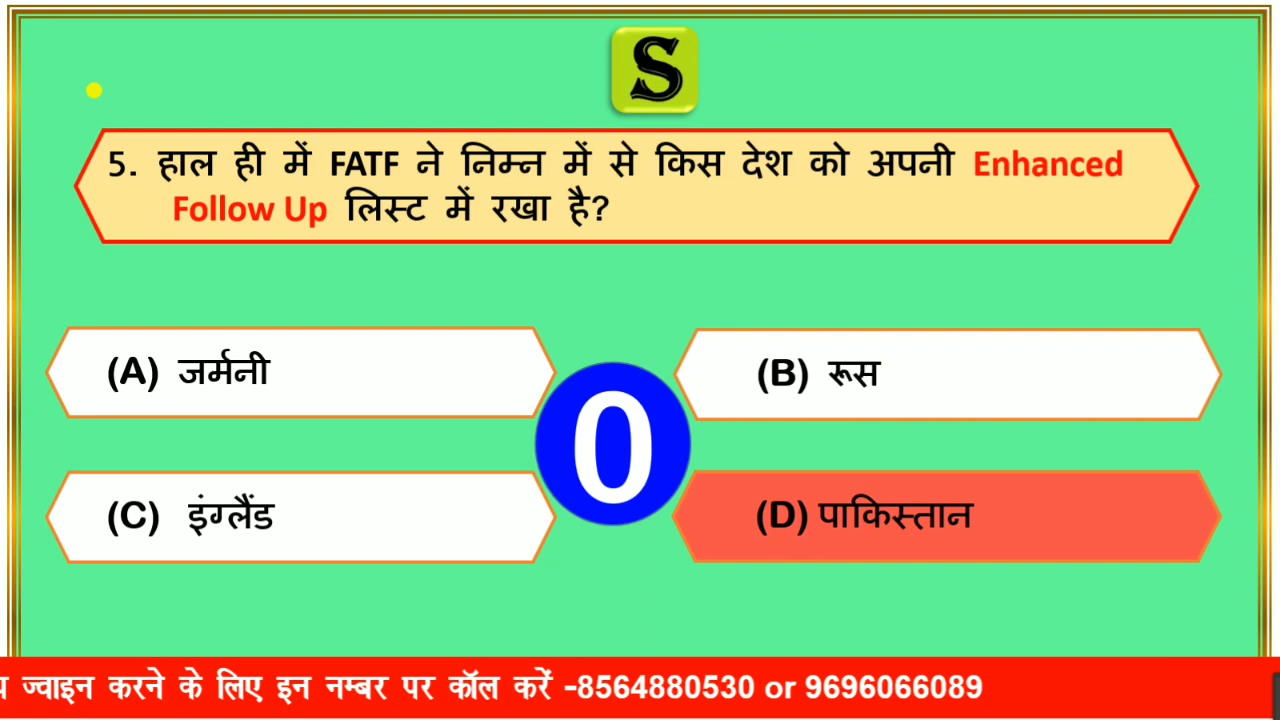 S
5. हाल ही में FATF ने निम्न में से किस देश को अपनी Enhanced
Follow Up लिस्ट में रखा है?
(A) जर्मनी
(B) रूस
0
(C) इंग्लैंड
(D) पाकिस्तान
ज्वाइन करने के लिए इन नम्बर पर कॉल करें -8564880530 or 9696066089